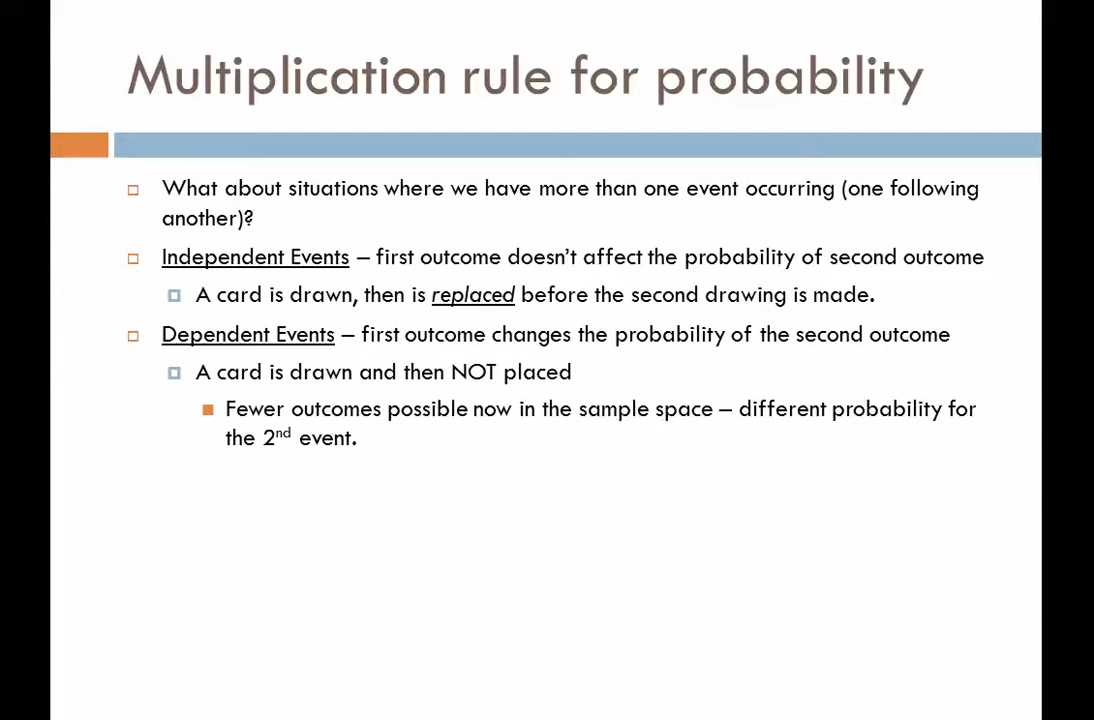 Multiplication rule for probability
What about situations where we have more than one event occurring (one following
another)?
Independent Events – first outcome doesn't affect the probability of second outcome
A card is drawn, then is replaced before the second drawing is made.
Dependent Events – first outcome changes the probability of the second outcome
A card is drawn and then NOT placed
Fewer outcomes possible now in the sample space – different probability for
the 2nd event.